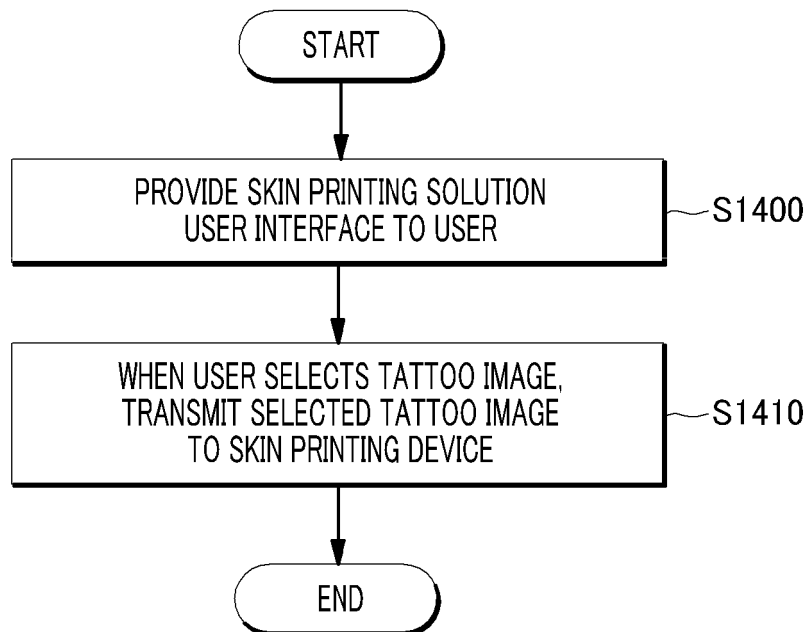 START
PROVIDE SKIN PRINTING SOLUTION
USER INTERFACE TO USER
S1400
WHEN USER SELECTS TATTOO IMAGE,
TRANSMIT SELECTED TATTOO IMAGE
TO SKIN PRINTING DEVICE
S1410
END